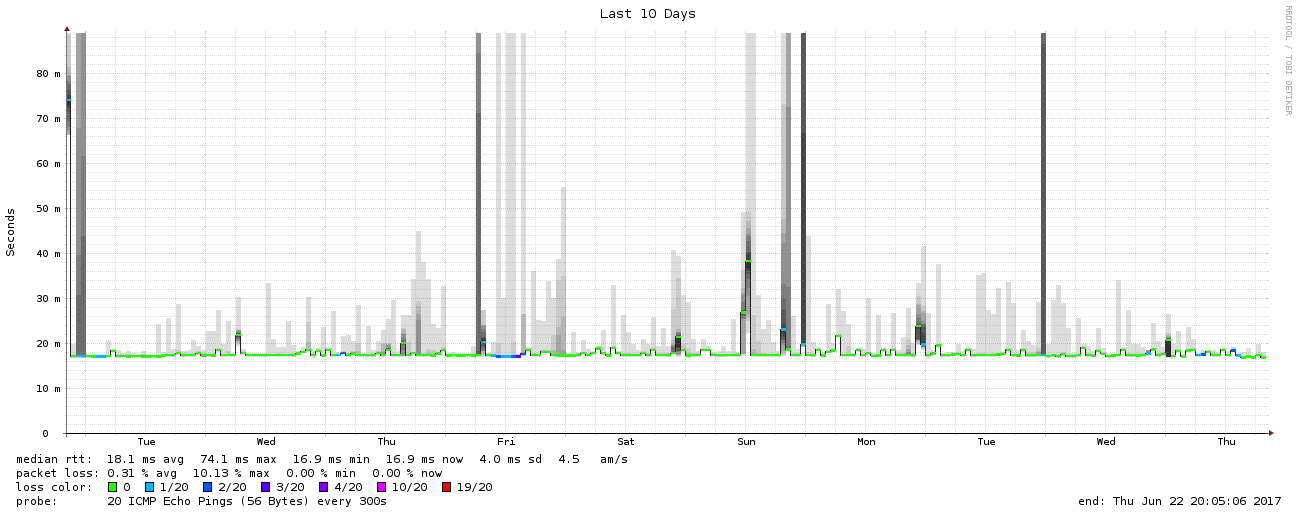 Last 10 Days
RRDTOOL / TOBI OETIKER
Seconds
80 m
70 m
60 m
50 m
40 m
30 m
20 m
10 m
0
Tue Wed Thu Fri Sat Sun Mon Tue Wed Thu
median rtt: 18.1 ms avg 74.1 ms max 16.9 ms min 16.9 ms now 4.0 ms sd 4.5 am/s
packet loss: 0.31 % avg 10.13 % max 0.00 % min 0.00 % now
loss color: 0 1/20 2/20 3/20 4/20 10/20 19/20
probe: 20 ICMP Echo Pings (56 Bytes) every 300s end: Thu Jun 22 20:05:06 2017